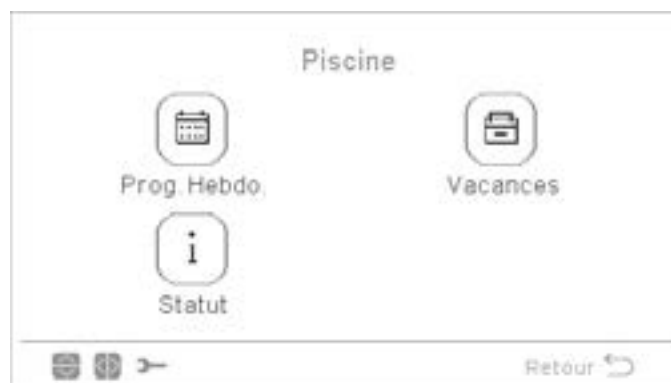 Piscine
Prog. Hebdo.
Vacances
i
Statut
Retour